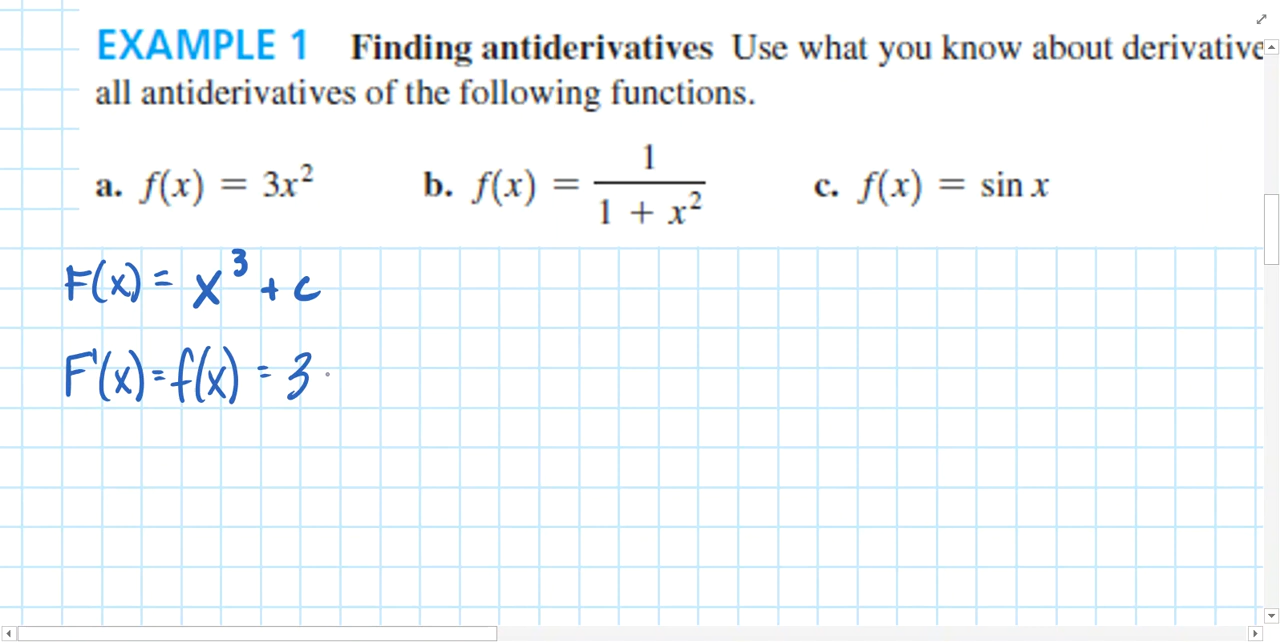 EXAMPLE 1 Finding antiderivatives Use what you know about derivative
all antiderivatives of the following functions.
a. f(x) = 3x² b. f(x) = 1/(1 + x²) c. f(x) = sin x
F(x) = x³ + c
F'(x) = f(x) = 3